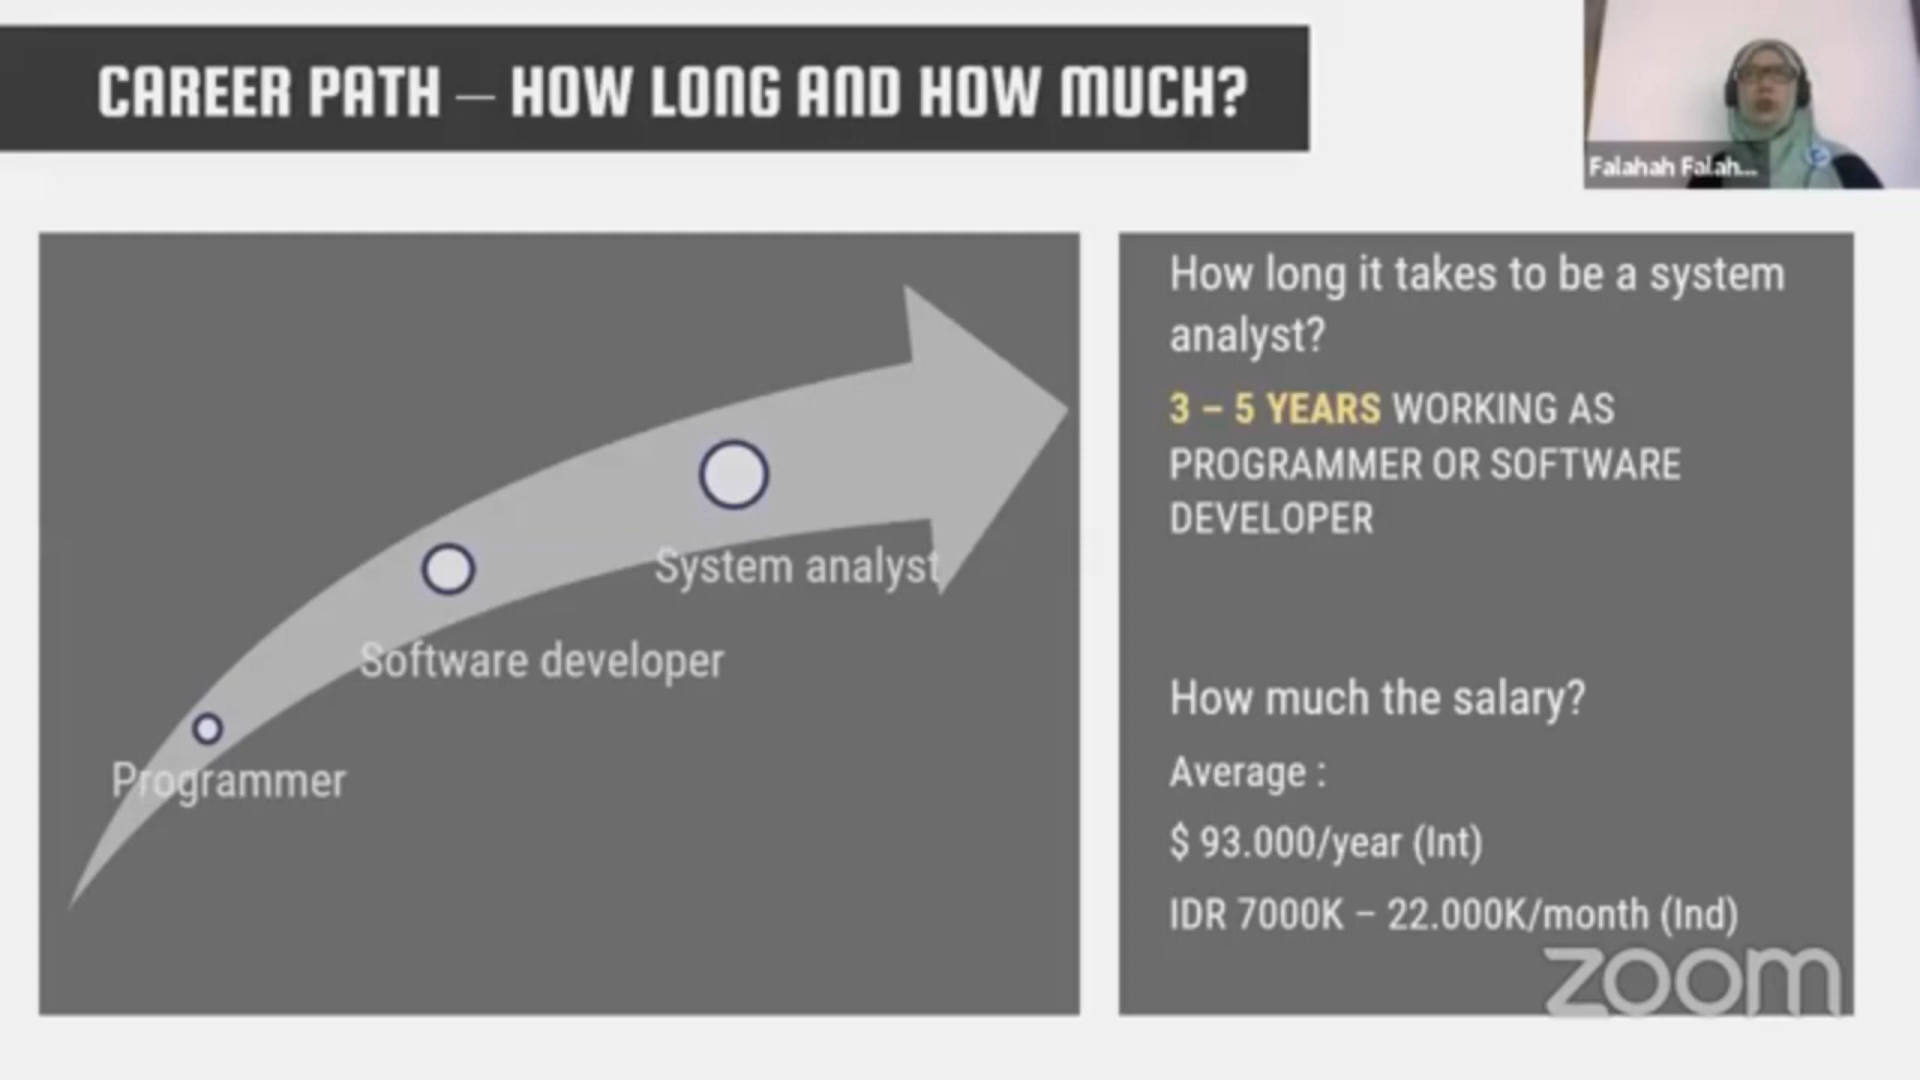 CAREER PATH – HOW LONG AND HOW MUCH?
Falahah Falah...
How long it takes to be a system
analyst?
3 – 5 YEARS WORKING AS
PROGRAMMER OR SOFTWARE
DEVELOPER
System analyst
Software developer
Programmer
How much the salary?
Average :
$ 93.000/year (Int)
IDR 7000K – 22.000K/month (Ind)
zoom